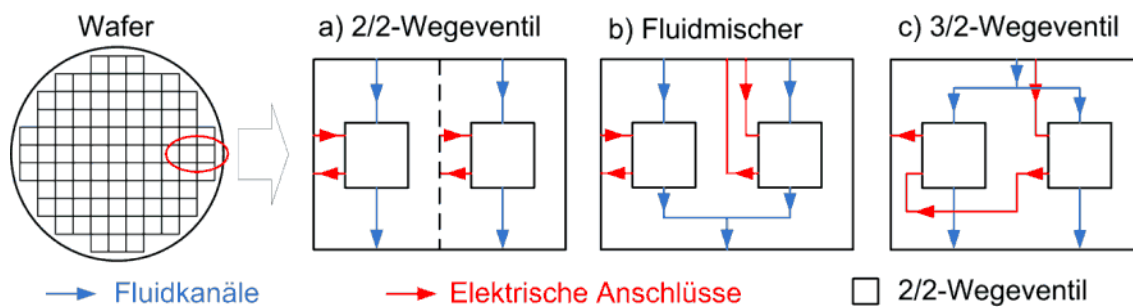 Wafer
a) 2/2-Wegeventil
b) Fluidmischer
c) 3/2-Wegeventil
Fluidkanäle
Elektrische Anschlüsse
2/2-Wegeventil